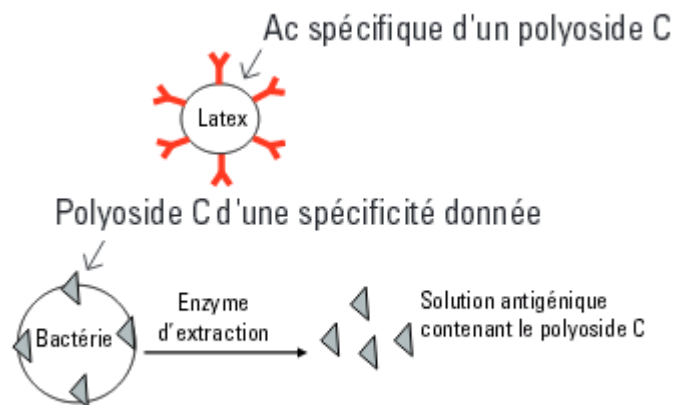 Ac spécifique d'un polyoside C
Latex
Polyoside C d'une spécificité donnée
Bactérie
Enzyme
d'extraction
Solution antigénique
contenant le polyoside C